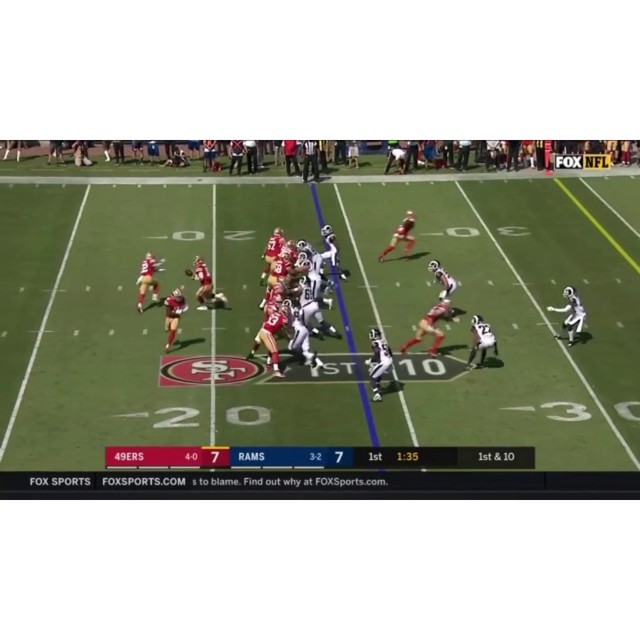 FOX NFL
20
30
SF
1ST & 10
20
30
49ERS 4-0 7 RAMS 3-2 7 1st 1:35 1st & 10
FOX SPORTS FOXSPORTS.COM s to blame. Find out why at FOXSports.com.